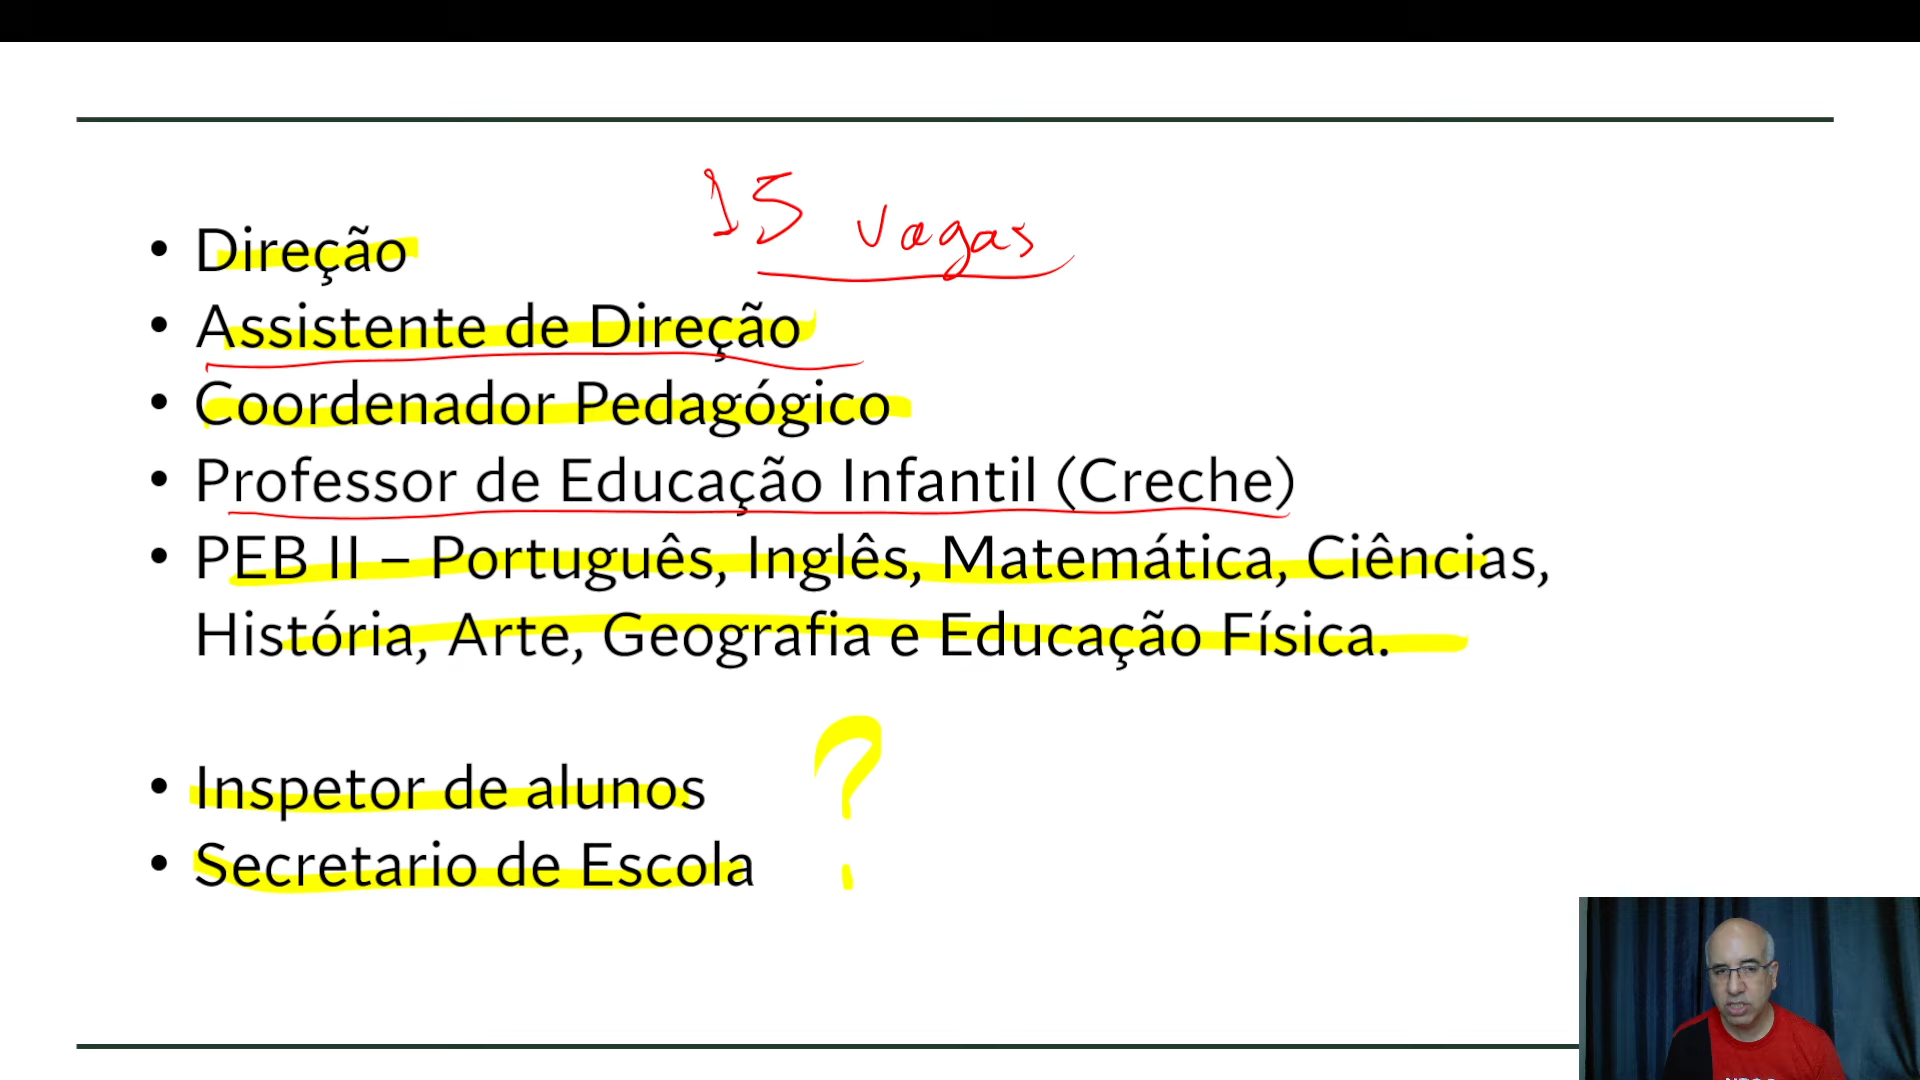 15 vagas
• Direção
• Assistente de Direção
• Coordenador Pedagógico
• Professor de Educação Infantil (Creche)
• PEB II – Português, Inglês, Matemática, Ciências,
História, Arte, Geografia e Educação Física.
• Inspetor de alunos
?
• Secretario de Escola